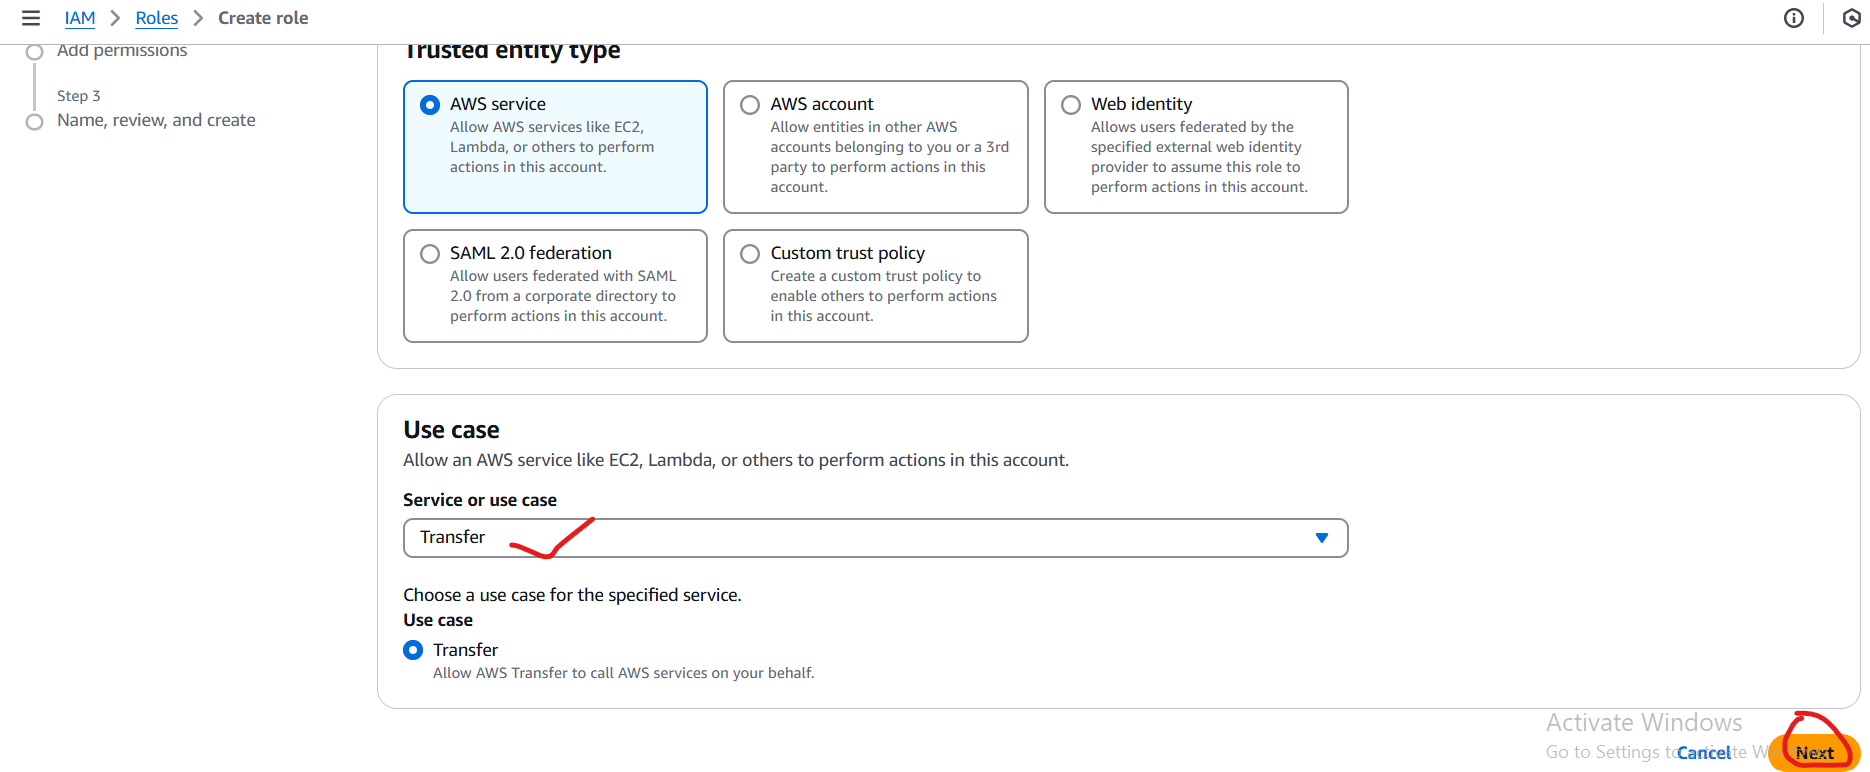 IAM > Roles > Create role
Add permissions
Step 3
Name, review, and create
Trusted entity type
AWS service
Allow AWS services like EC2,
Lambda, or others to perform
actions in this account.
AWS account
Allow entities in other AWS
accounts belonging to you or a 3rd
party to perform actions in this
account.
Web identity
Allows users federated by the
specified external web identity
provider to assume this role to
perform actions in this account.
SAML 2.0 federation
Allow users federated with SAML
2.0 from a corporate directory to
perform actions in this account.
Custom trust policy
Create a custom trust policy to
enable others to perform actions
in this account.
Use case
Allow an AWS service like EC2, Lambda, or others to perform actions in this account.
Service or use case
Transfer
Choose a use case for the specified service.
Use case
Transfer
Allow AWS Transfer to call AWS services on your behalf.
Activate Windows
Go to Settings to activate W
Cancel
Next